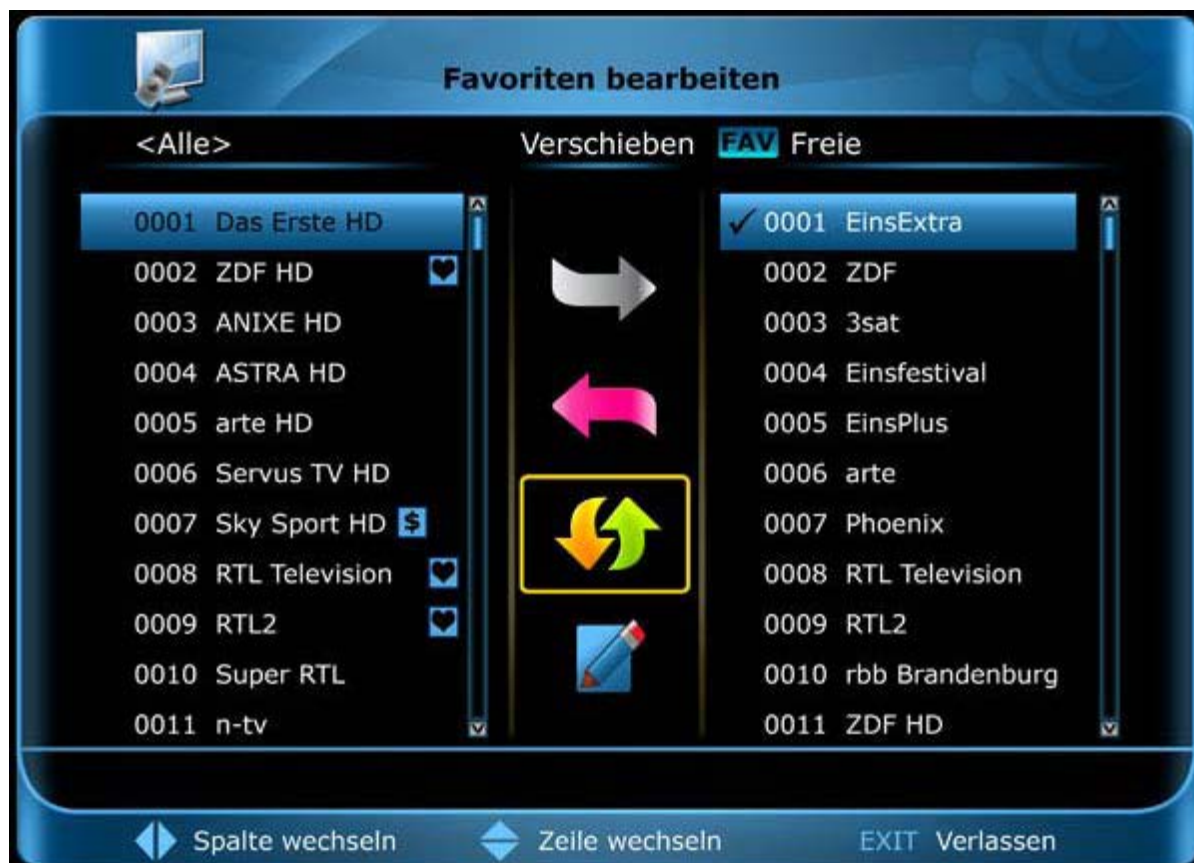 Favoriten bearbeiten
<Alle>
Verschieben
FAV Freie
0001 Das Erste HD
0002 ZDF HD
0003 ANIXE HD
0004 ASTRA HD
0005 arte HD
0006 Servus TV HD
0007 Sky Sport HD $
0008 RTL Television
0009 RTL2
0010 Super RTL
0011 n-tv
0001 EinsExtra
0002 ZDF
0003 3sat
0004 Einsfestival
0005 EinsPlus
0006 arte
0007 Phoenix
0008 RTL Television
0009 RTL2
0010 rbb Brandenburg
0011 ZDF HD
Spalte wechseln
Zeile wechseln
EXIT Verlassen